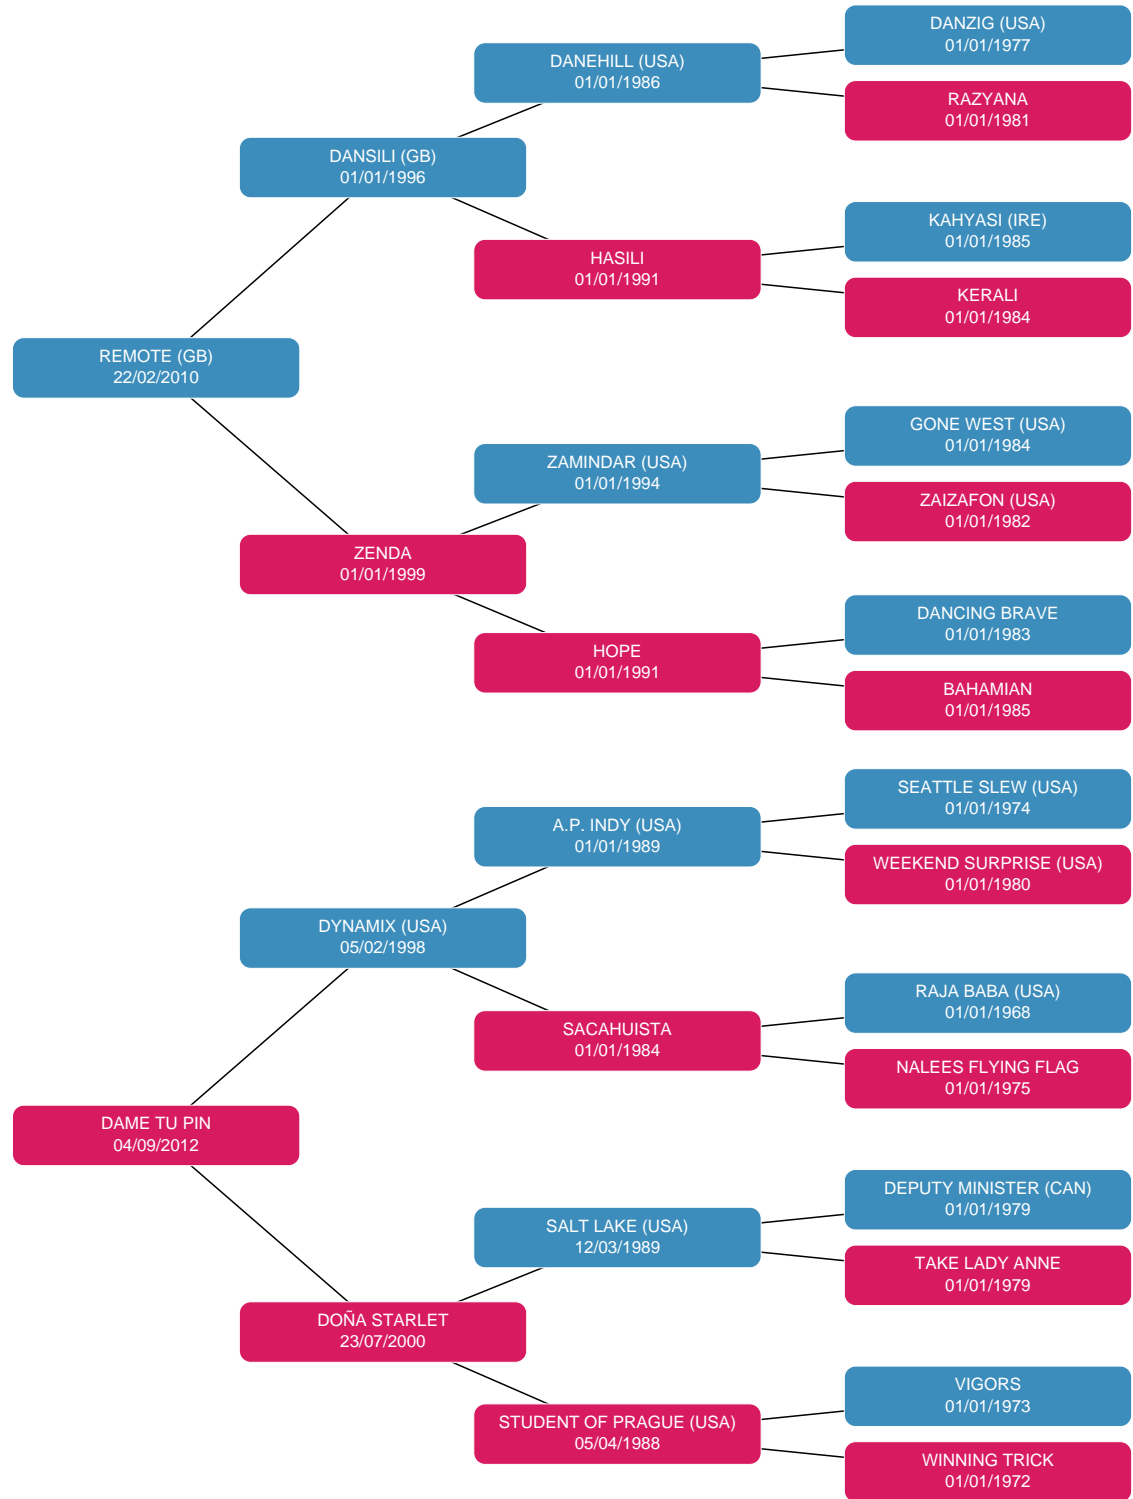 DANZIG (USA)
01/01/1977
DANEHILL (USA)
01/01/1986
RAZYANA
01/01/1981
DANSILI (GB)
01/01/1996
KAHYASI (IRE)
01/01/1985
HASILI
01/01/1991
KERALI
01/01/1984
REMOTE (GB)
22/02/2010
GONE WEST (USA)
01/01/1984
ZAMINDAR (USA)
01/01/1994
ZAIZAFON (USA)
01/01/1982
ZENDA
01/01/1999
DANCING BRAVE
01/01/1983
HOPE
01/01/1991
BAHAMIAN
01/01/1985
SEATTLE SLEW (USA)
01/01/1974
A.P. INDY (USA)
01/01/1989
WEEKEND SURPRISE (USA)
01/01/1980
DYNAMIX (USA)
05/02/1998
RAJA BABA (USA)
01/01/1968
SACAHUISTA
01/01/1984
NALEES FLYING FLAG
01/01/1975
DAME TU PIN
04/09/2012
DEPUTY MINISTER (CAN)
01/01/1979
SALT LAKE (USA)
12/03/1989
TAKE LADY ANNE
01/01/1979
DOÑA STARLET
23/07/2000
VIGORS
01/01/1973
STUDENT OF PRAGUE (USA)
05/04/1988
WINNING TRICK
01/01/1972